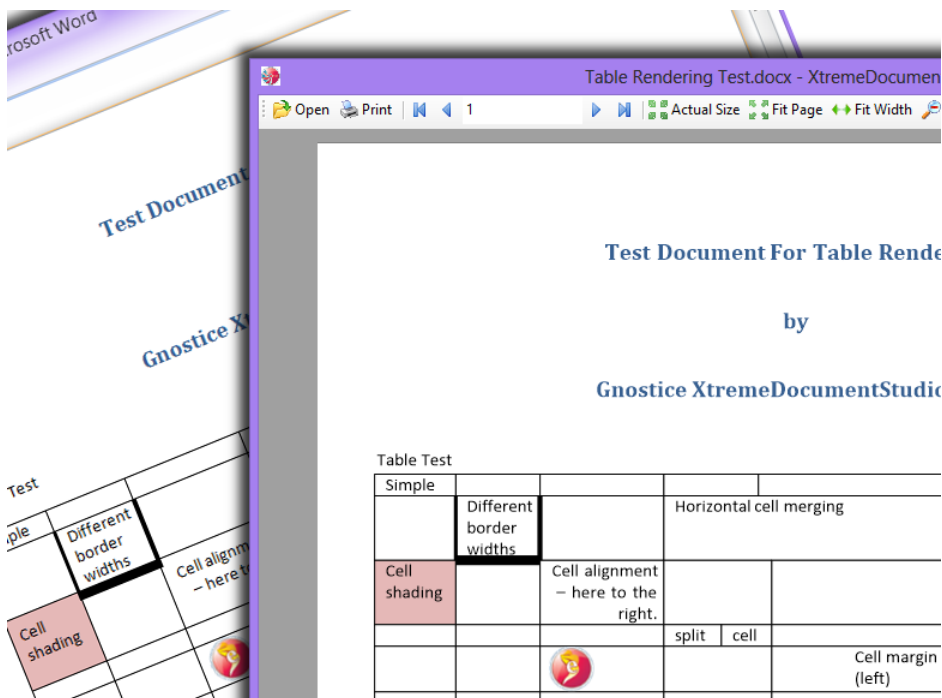 rosoft Word
Table Rendering Test.docx - XtremeDocumen
Open Print 1 Actual Size Fit Page Fit Width
Test Document
Gnostice Xt
Test
ple
Different
border
widths
Cell alignm
– here to
Cell
shading
Test Document For Table Rende
by
Gnostice XtremeDocumentStudio
Table Test
Simple
Different
border
widths
Horizontal cell merging
Cell
shading
Cell alignment
– here to the
right.
split cell
Cell margin
(left)